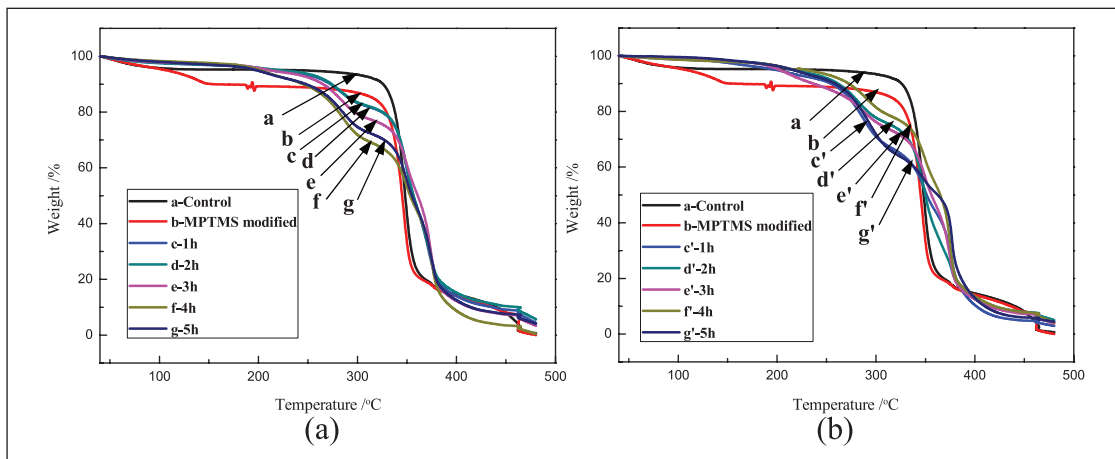 100
80
60
40
20
0
Weight /%
100
200
300
400
500
Temperature /°C
a
b
c
d
e
f
g
a-Control
b-MPTMS modified
c-1h
d-2h
e-3h
f-4h
g-5h
(a)
100
80
60
40
20
0
Weight /%
100
200
300
400
500
Temperature /°C
a
b
c'
d'
e'
f'
g'
a-Control
b-MPTMS modified
c'-1h
d'-2h
e'-3h
f'-4h
g'-5h
(b)